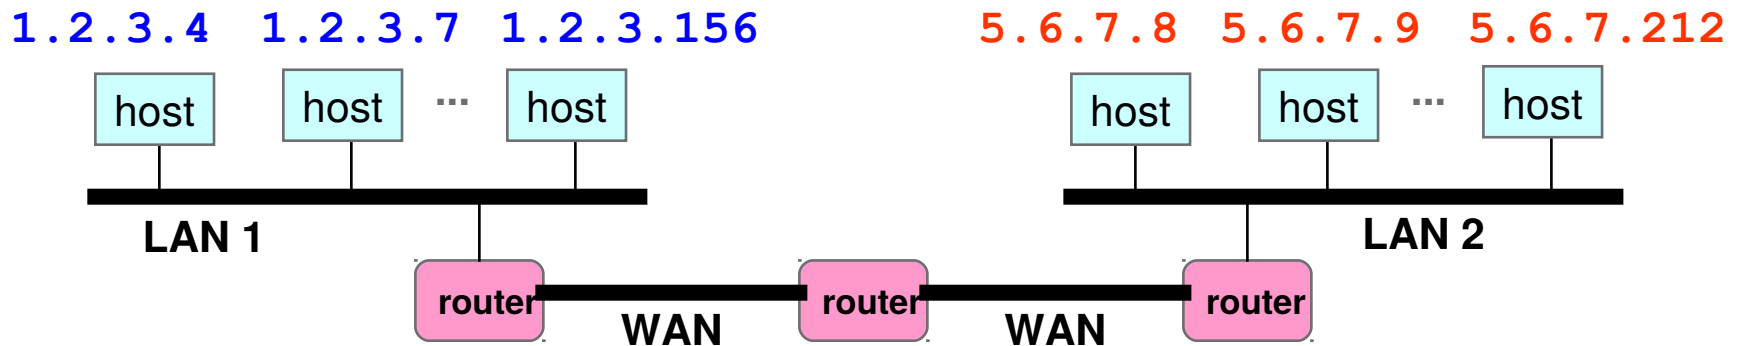 1.2.3.4 1.2.3.7 1.2.3.156 5.6.7.8 5.6.7.9 5.6.7.212
host host ... host host host ... host
LAN 1 LAN 2
router router router
WAN WAN